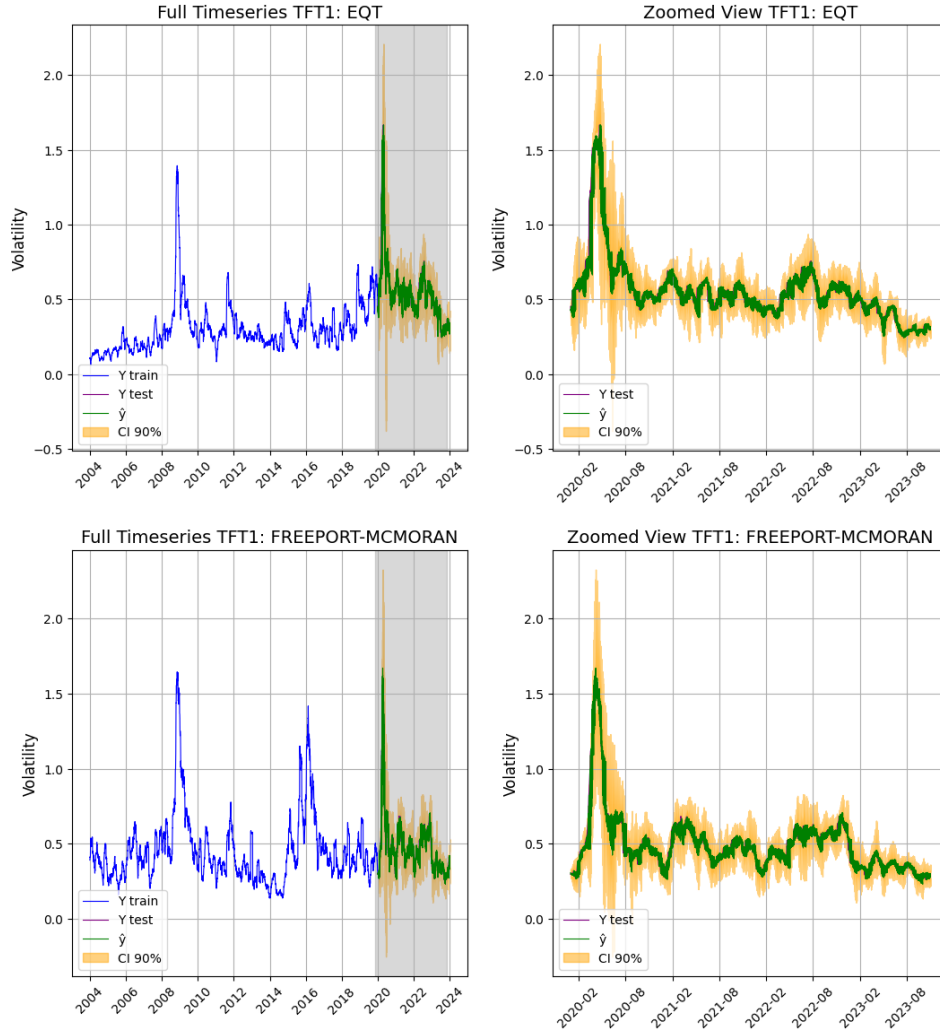 Full Timeseries TFT1: EQT
Volatility
2.0
1.5
1.0
0.5
0.0
−0.5
Y train
Y test
ŷ
CI 90%
2004 2006 2008 2010 2012 2014 2016 2018 2020 2022 2024
Zoomed View TFT1: EQT
Volatility
2.0
1.5
1.0
0.5
0.0
−0.5
Y test
ŷ
CI 90%
2020-02 2020-08 2021-02 2021-08 2022-02 2022-08 2023-02 2023-08
Full Timeseries TFT1: FREEPORT-MCMORAN
Volatility
2.0
1.5
1.0
0.5
0.0
Y train
Y test
ŷ
CI 90%
2004 2006 2008 2010 2012 2014 2016 2018 2020 2022 2024
Zoomed View TFT1: FREEPORT-MCMORAN
Volatility
2.0
1.5
1.0
0.5
0.0
Y test
ŷ
CI 90%
2020-02 2020-08 2021-02 2021-08 2022-02 2022-08 2023-02 2023-08